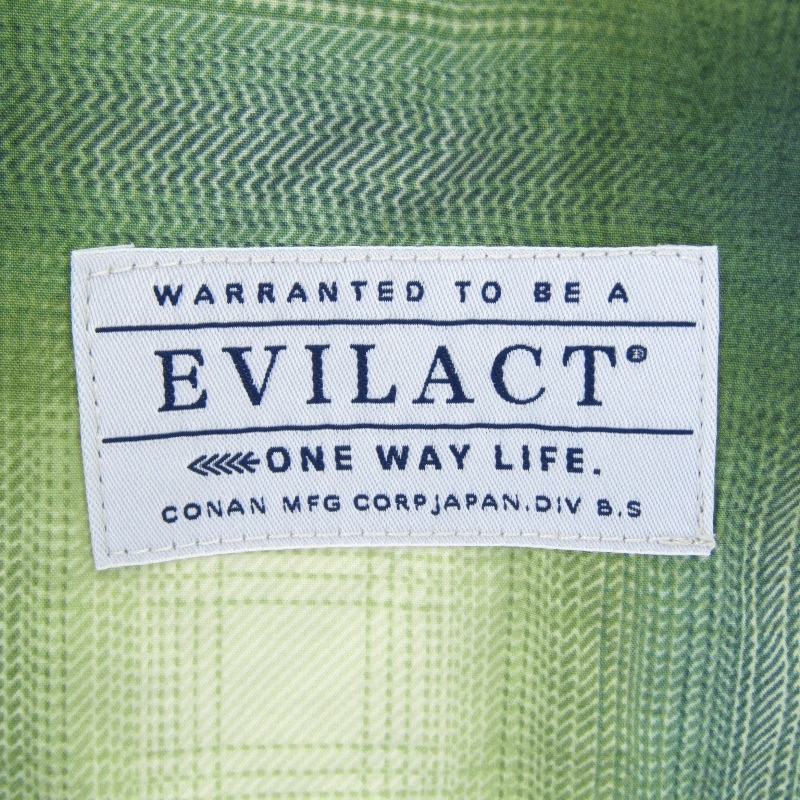 WARRANTED TO BE A
EVILACT®
ONE WAY LIFE.
CONAN MFG CORPJAPAN.DIV B.S